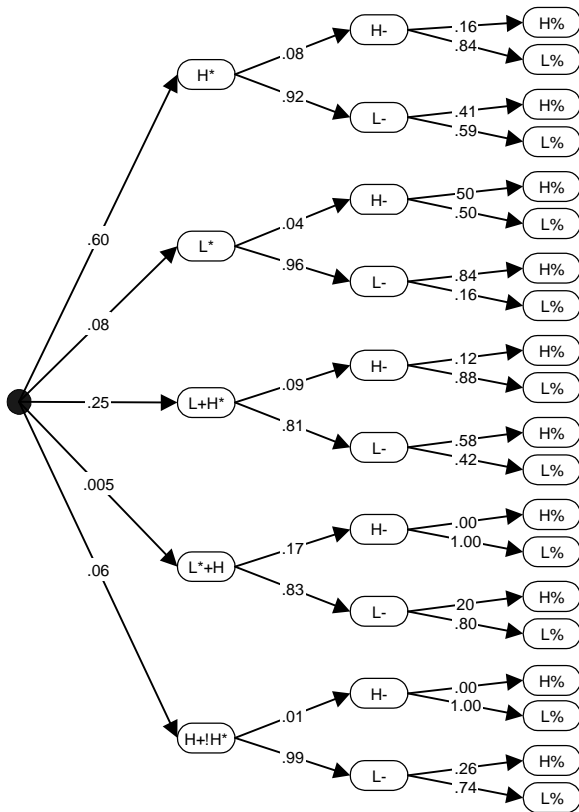 H*
.60
.08
H-
.16
H%
.84
L%
.92
L-
.41
H%
.59
L%
L*
.08
.04
H-
50
H%
.50
L%
.96
L-
.84
H%
.16
L%
L+H*
.25
.09
H-
.12
H%
.88
L%
.81
L-
.58
H%
.42
L%
L*+H
.005
.17
H-
.00
H%
1.00
L%
.83
L-
20
H%
.80
L%
H+!H*
.06
.01
H-
.00
H%
1.00
L%
.99
L-
.26
H%
.74
L%